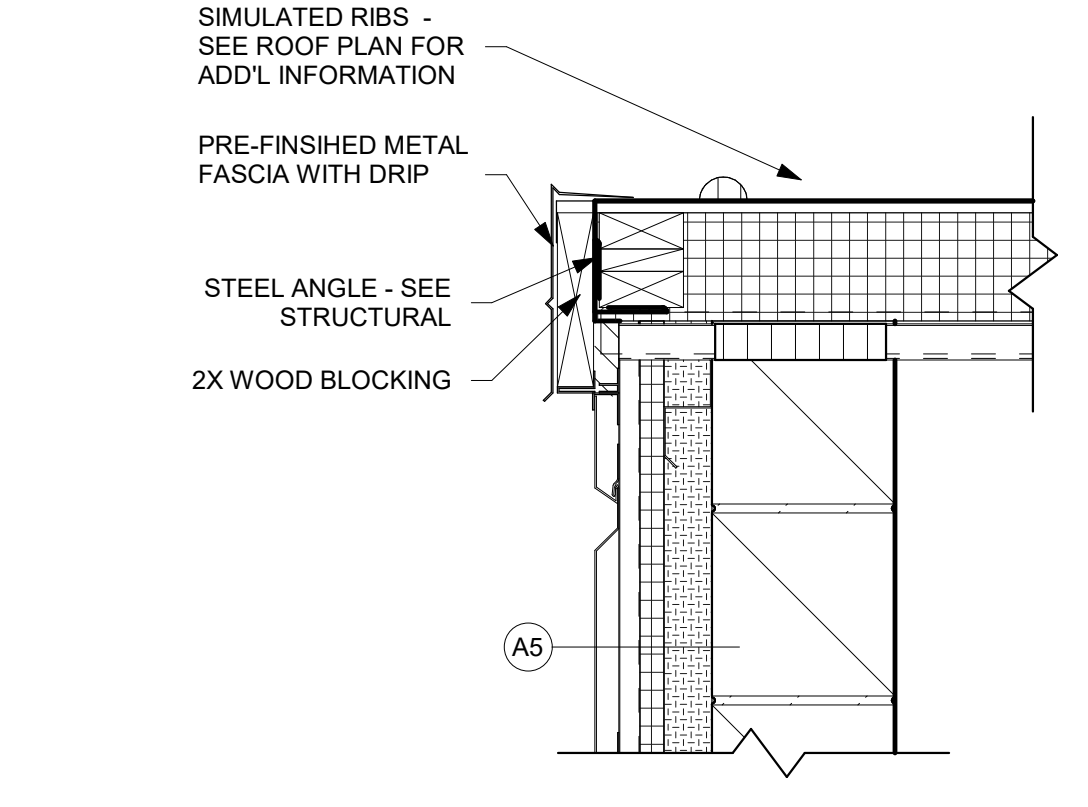 SIMULATED RIBS -
SEE ROOF PLAN FOR
ADD'L INFORMATION
PRE-FINSIHED METAL
FASCIA WITH DRIP
STEEL ANGLE - SEE
STRUCTURAL
2X WOOD BLOCKING
A5